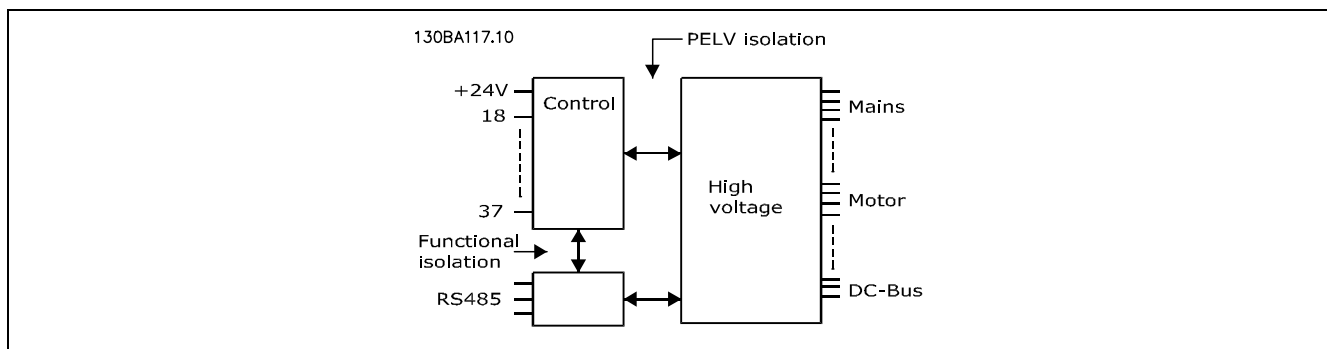 130BA117.10
PELV isolation
+24V
Control
Mains
18
High
voltage
Motor
37
Functional
isolation
RS485
DC-Bus